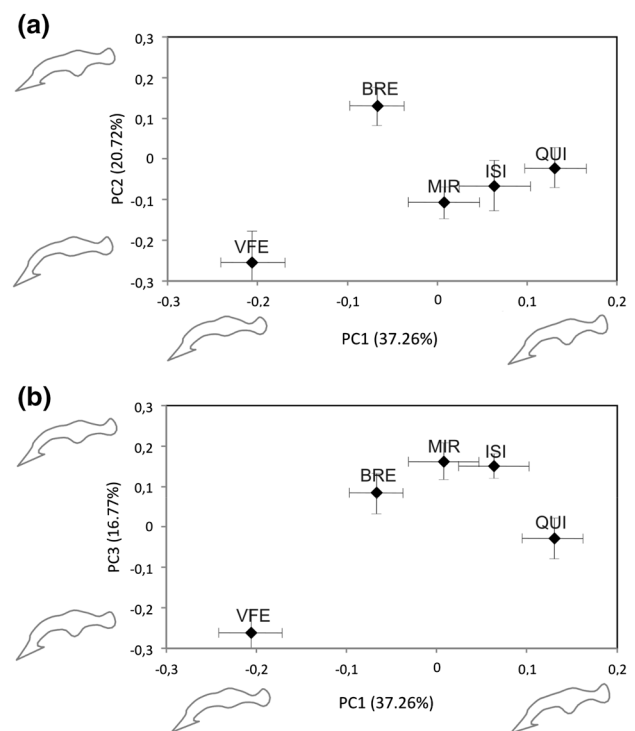 (a)
0,3
0,2
0,1
0
-0,1
-0,2
-0,3
PC2 (20.72%)
BRE
QUI
ISI
MIR
VFE
-0,3 -0,2 -0,1 0 0,1 0,2
PC1 (37.26%)
(b)
0,3
0,2
0,1
0
-0,1
-0,2
-0,3
PC3 (16.77%)
MIR
ISI
BRE
QUI
VFE
-0,3 -0,2 -0,1 0 0,1 0,2
PC1 (37.26%)